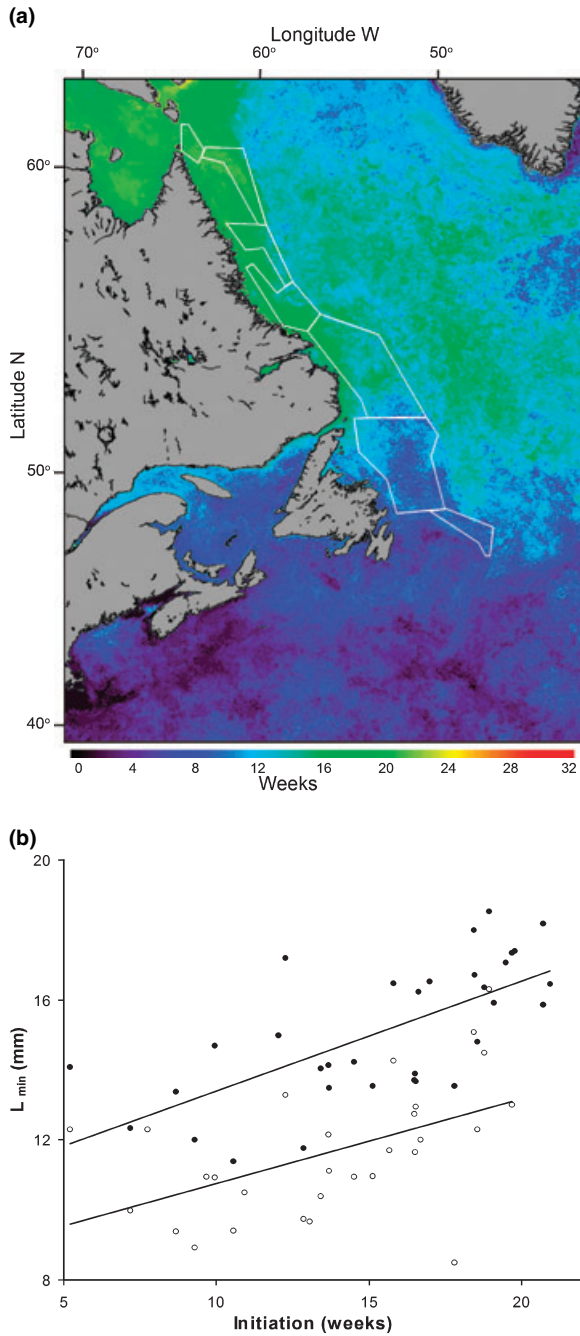 (a)
Longitude W
70° 60° 50°
60°
Latitude N
50°
40°
0 4 8 12 16 20 24 28 32
Weeks
(b)
20
16
L min (mm)
12
8
5 10 15 20
Initiation (weeks)